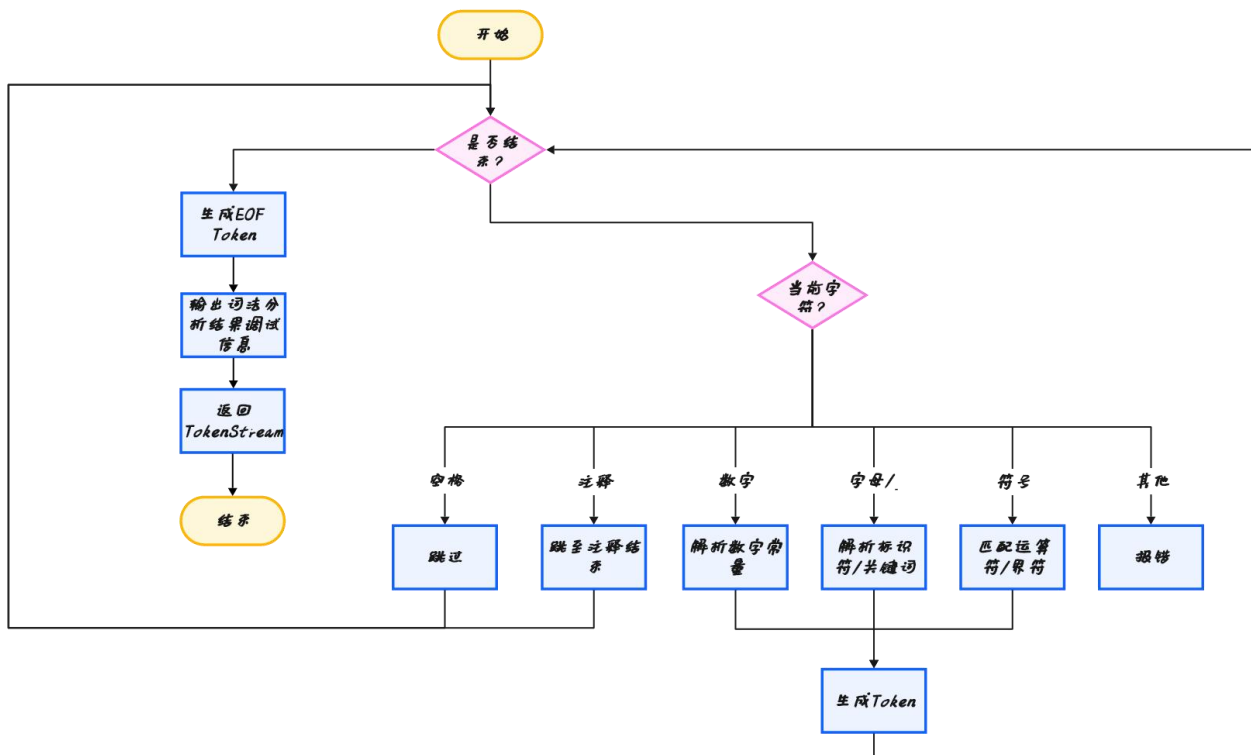 开始
是否结
束?
生成EOF
Token
当前字
符?
输出词法分
析结果调试
信息
返回
TokenStream
空格
注释
数字
字母/_
符号
其他
结束
跳过
跳至注释结
束
解析数字常
量
解析标识
符/关键词
匹配运算
符/界符
报错
生成Token